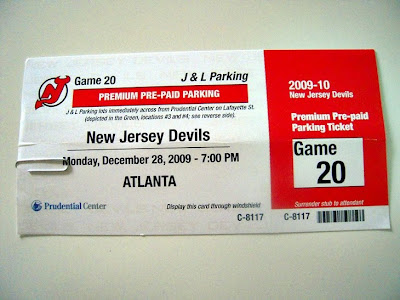 Game 20
J & L Parking
PREMIUM PRE-PAID PARKING
J & L Parking lots immediately across from Prudential Center on Lafayette St.
(depicted in the Green, locations #3 and #4; see reverse side).
New Jersey Devils
Monday, December 28, 2009 - 7:00 PM
ATLANTA
Prudential Center
Display this card through windshield
C-8117
2009-10
New Jersey Devils
Premium Pre-paid
Parking Ticket
Game
20
Surrender stub to attendant
C-8117